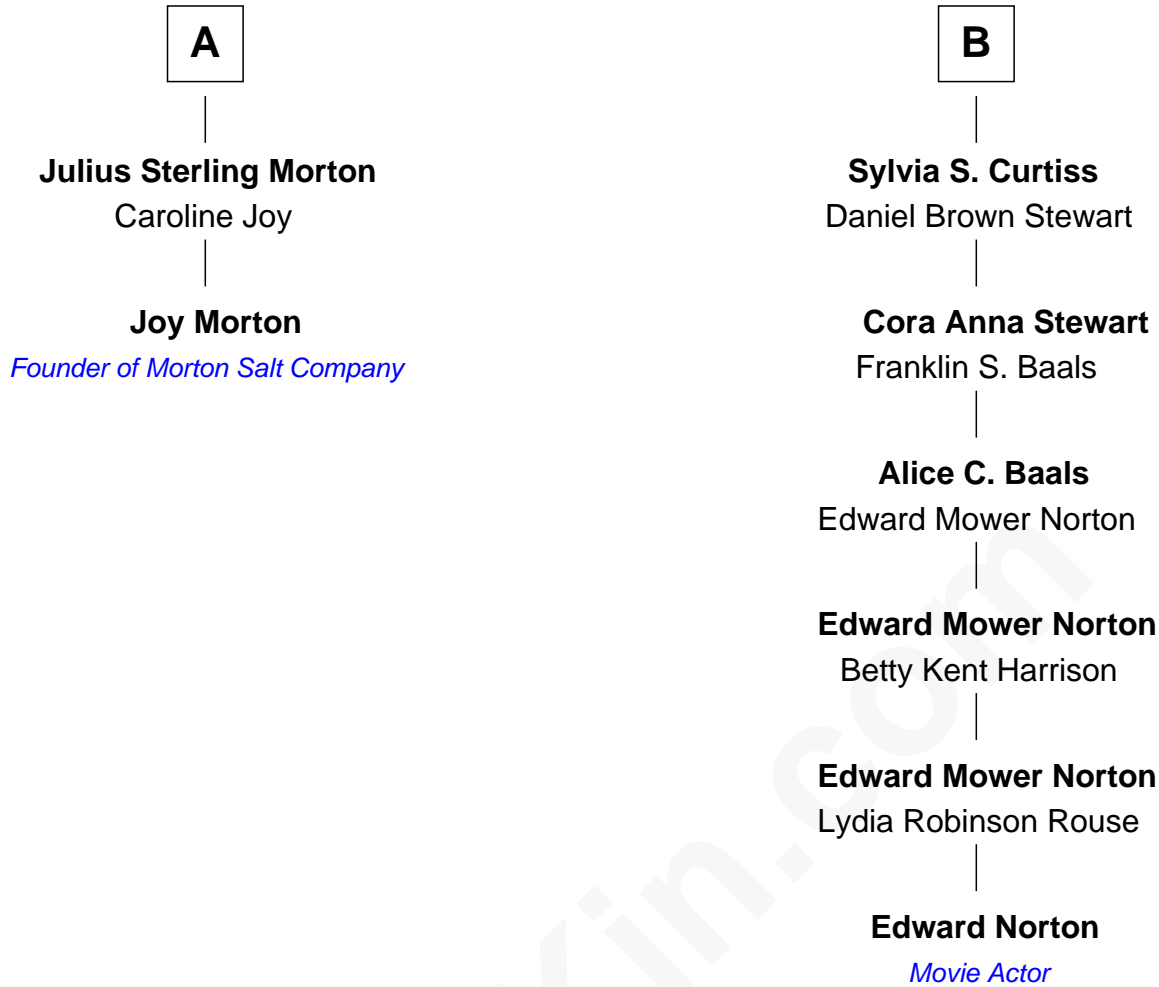 A
Julius Sterling Morton
Caroline Joy
Joy Morton
Founder of Morton Salt Company
B
Sylvia S. Curtiss
Daniel Brown Stewart
Cora Anna Stewart
Franklin S. Baals
Alice C. Baals
Edward Mower Norton
Edward Mower Norton
Betty Kent Harrison
Edward Mower Norton
Lydia Robinson Rouse
Edward Norton
Movie Actor
Kin.com